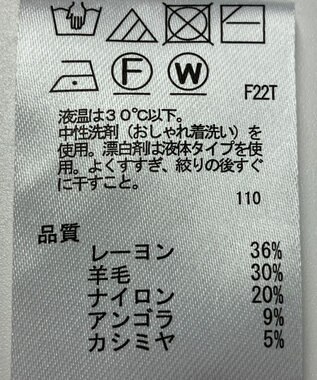 F W
F22T
液温は30℃以下。
中性洗剤（おしゃれ着洗い）を
使用。漂白剤は液体タイプを使
用。よくすすぎ、絞りの後すぐ
に干すこと。
110
品質
レーヨン 36%
羊毛 30%
ナイロン 20%
アンゴラ 9%
カシミヤ 5%